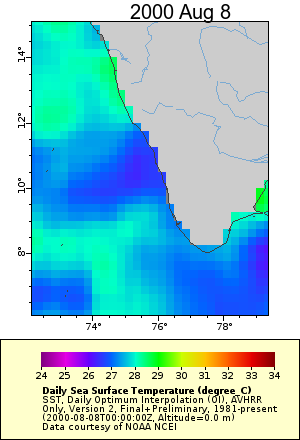 2000 Aug 8
14°
12°
10°
8°
74° 76° 78°
24 25 26 27 28 29 30 31 32 33 34
Daily Sea Surface Temperature (degree_C)
SST, Daily Optimum Interpolation (OI), AVHRR
Only, Version 2, Final+Preliminary, 1981-present
(2000-08-08T00:00:00Z, Altitude=0.0 m)
Data courtesy of NOAA NCEI